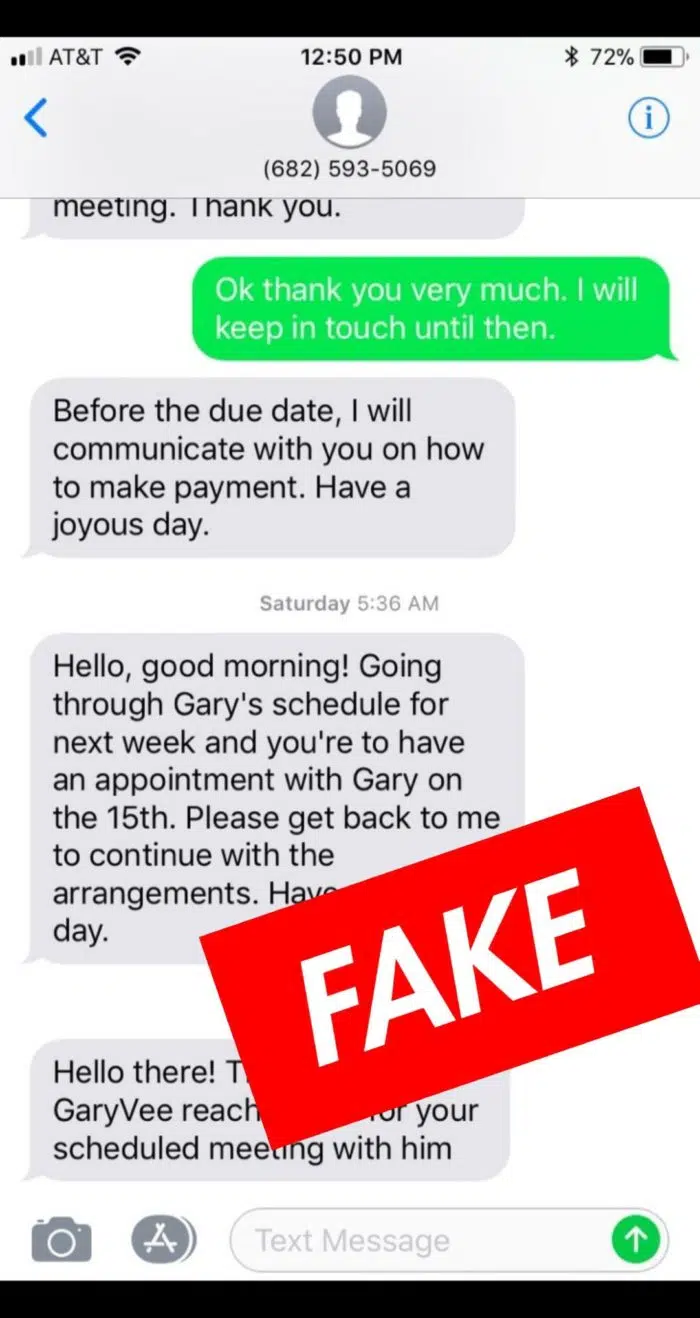 AT&T 12:50 PM 72%
(682) 593-5069
meeting. Thank you.
Ok thank you very much. I will
keep in touch until then.
Before the due date, I will
communicate with you on how
to make payment. Have a
joyous day.
Saturday 5:36 AM
Hello, good morning! Going
through Gary's schedule for
next week and you're to have
an appointment with Gary on
the 15th. Please get back to me
to continue with the
arrangements. Have
day.
FAKE
Hello there! T
GaryVee reach for your
scheduled meeting with him
Text Message